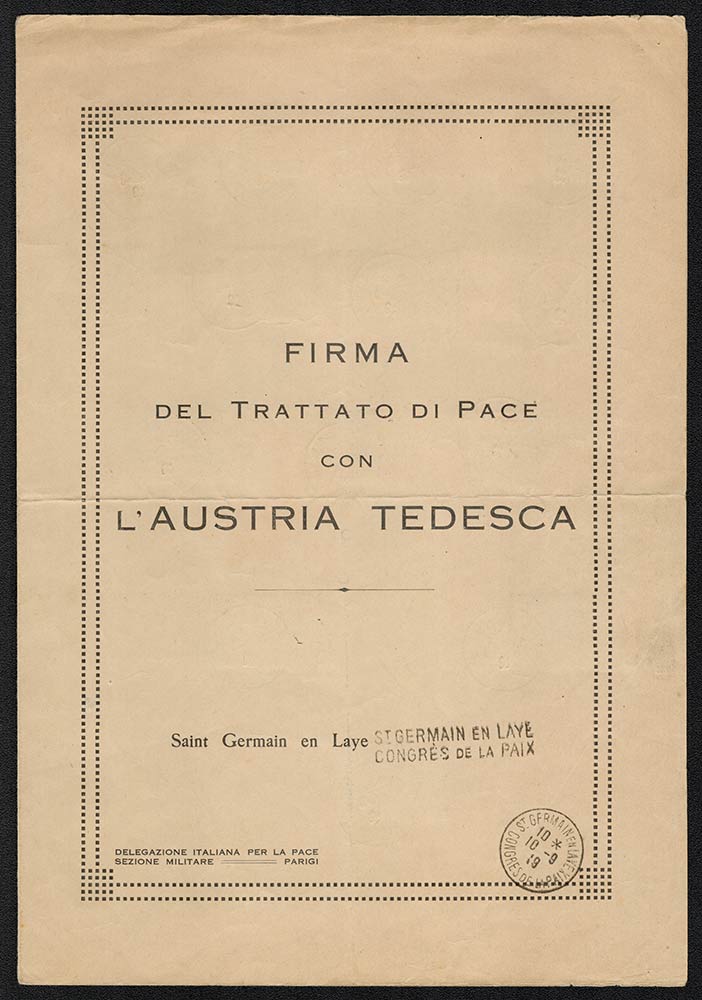 FIRMA
DEL TRATTATO DI PACE
CON
L'AUSTRIA TEDESCA
Saint Germain en Laye
ST GERMAIN EN LAYE
CONGRÈS DE LA PAIX
DELEGAZIONE ITALIANA PER LA PACE
SEZIONE MILITARE PARIGI
ST GERMAIN EN LAYE
10 *
10 - 9
19
CONGRÈS DE LA PAIX